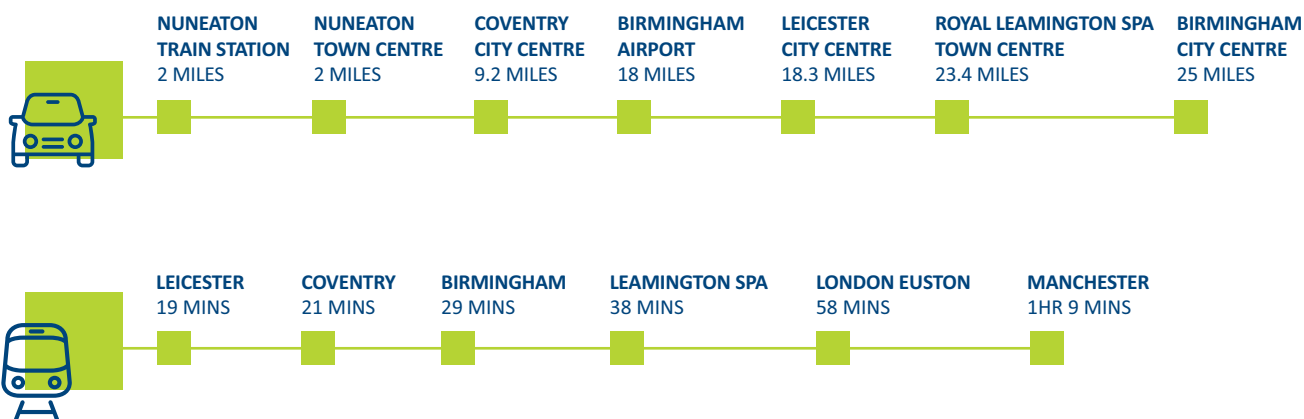 NUNEATON
TRAIN STATION
2 MILES
NUNEATON
TOWN CENTRE
2 MILES
COVENTRY
CITY CENTRE
9.2 MILES
BIRMINGHAM
AIRPORT
18 MILES
LEICESTER
CITY CENTRE
18.3 MILES
ROYAL LEAMINGTON SPA
TOWN CENTRE
23.4 MILES
BIRMINGHAM
CITY CENTRE
25 MILES
LEICESTER
19 MINS
COVENTRY
21 MINS
BIRMINGHAM
29 MINS
LEAMINGTON SPA
38 MINS
LONDON EUSTON
58 MINS
MANCHESTER
1HR 9 MINS